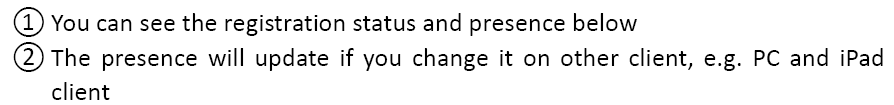 ① You can see the registration status and presence below
② The presence will update if you change it on other client, e.g. PC and iPad
client